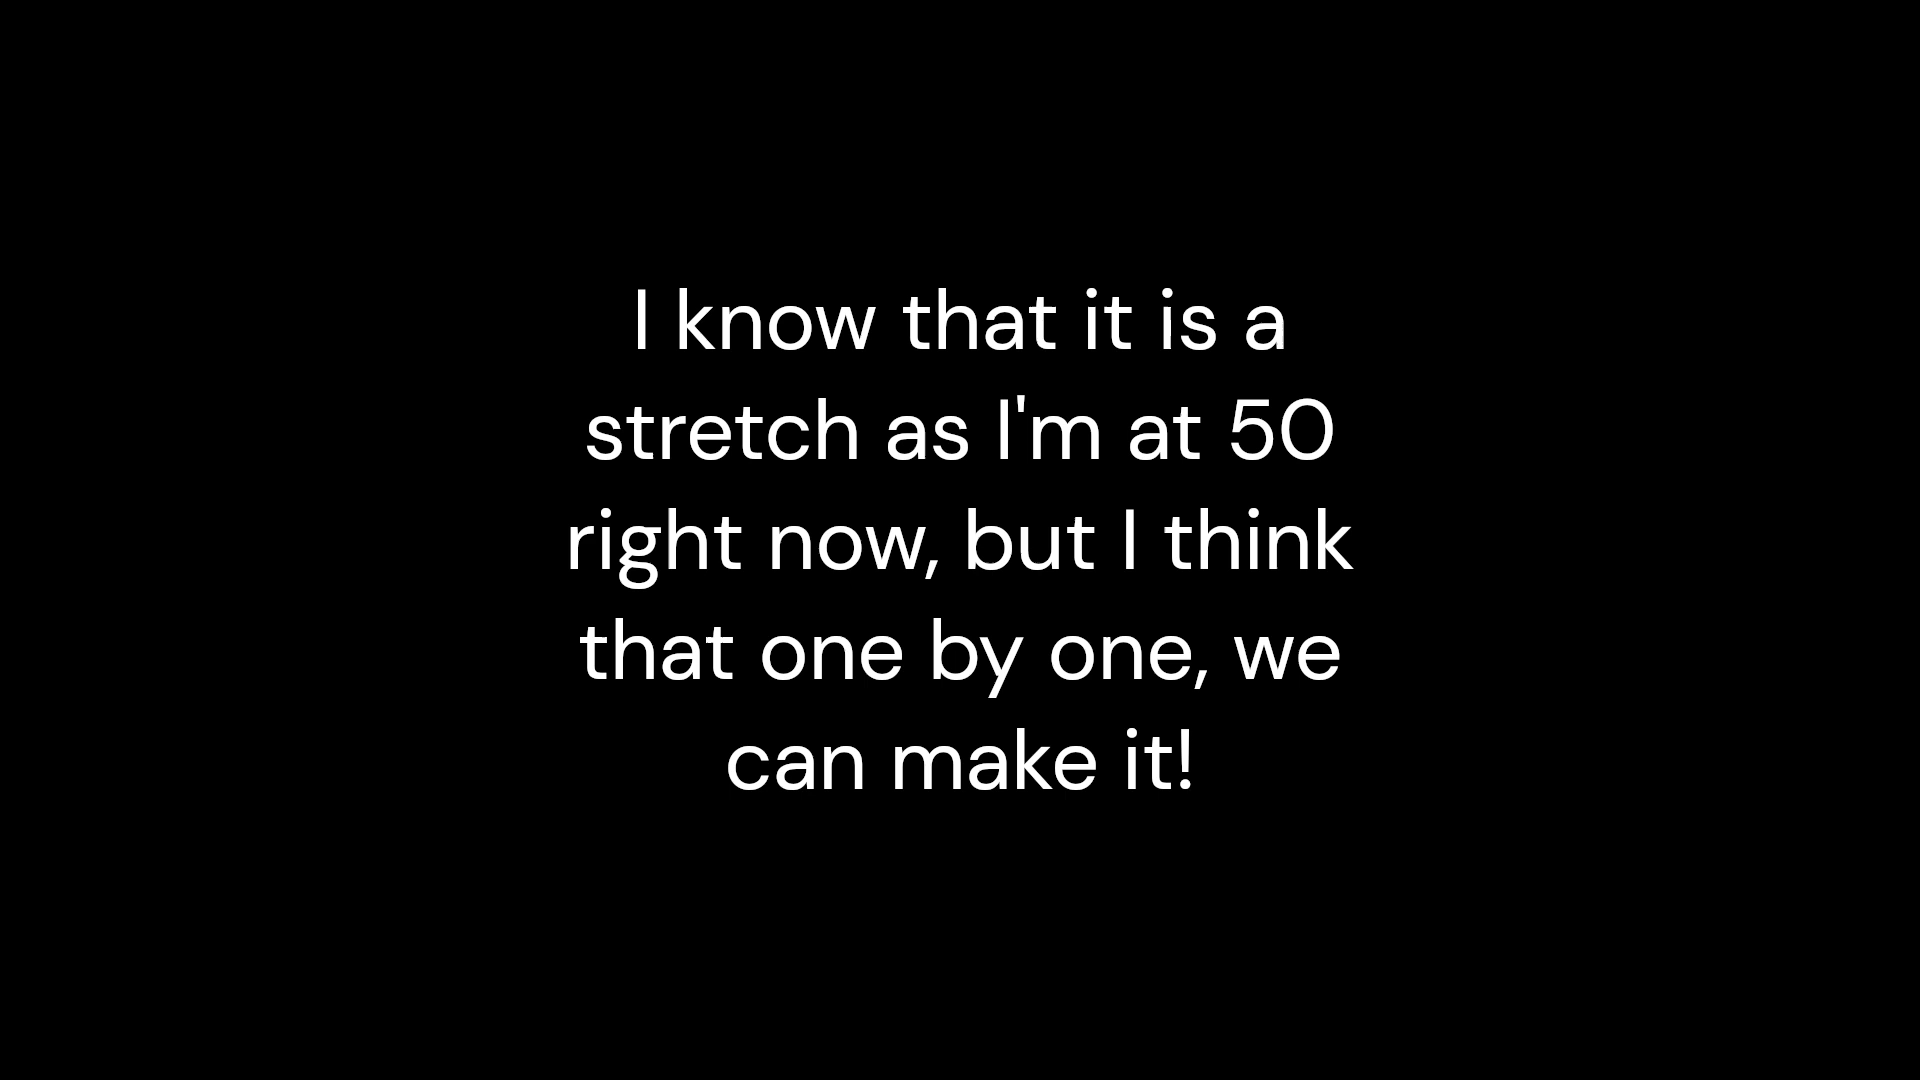 I know that it is a
stretch as I'm at 50
right now, but I think
that one by one, we
can make it!